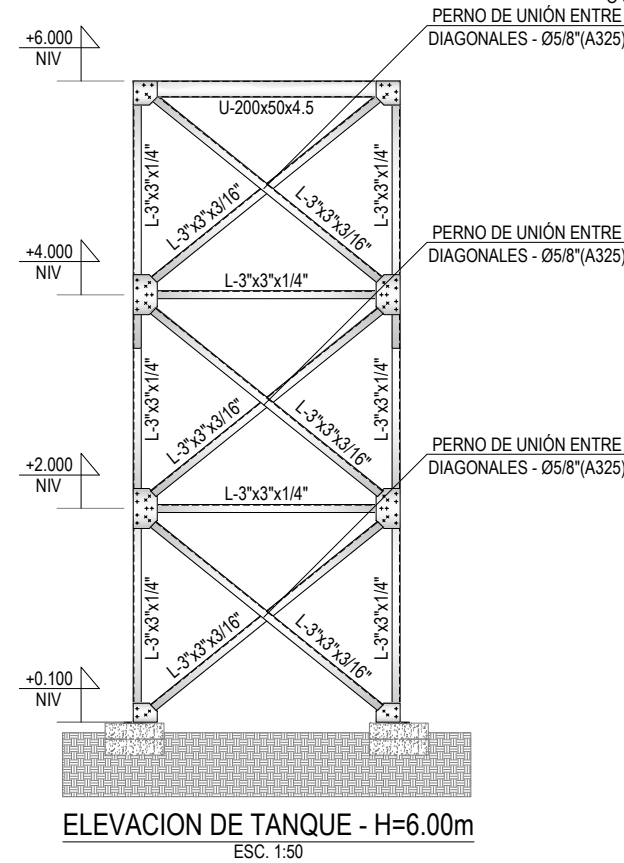 PERNO DE UNIÓN ENTRE
DIAGONALES - Ø5/8"(A325)
+6.000
NIV
U-200x50x4.5
L-3"x3"x1/4"
L-3"x3"x3/16"
L-3"x3"x3/16"
L-3"x3"x1/4"
PERNO DE UNIÓN ENTRE
DIAGONALES - Ø5/8"(A325)
+4.000
NIV
L-3"x3"x1/4"
L-3"x3"x1/4"
L-3"x3"x3/16"
L-3"x3"x3/16"
L-3"x3"x1/4"
PERNO DE UNIÓN ENTRE
DIAGONALES - Ø5/8"(A325)
+2.000
NIV
L-3"x3"x1/4"
L-3"x3"x1/4"
L-3"x3"x3/16"
L-3"x3"x3/16"
L-3"x3"x1/4"
+0.100
NIV
ELEVACION DE TANQUE - H=6.00m
ESC. 1:50